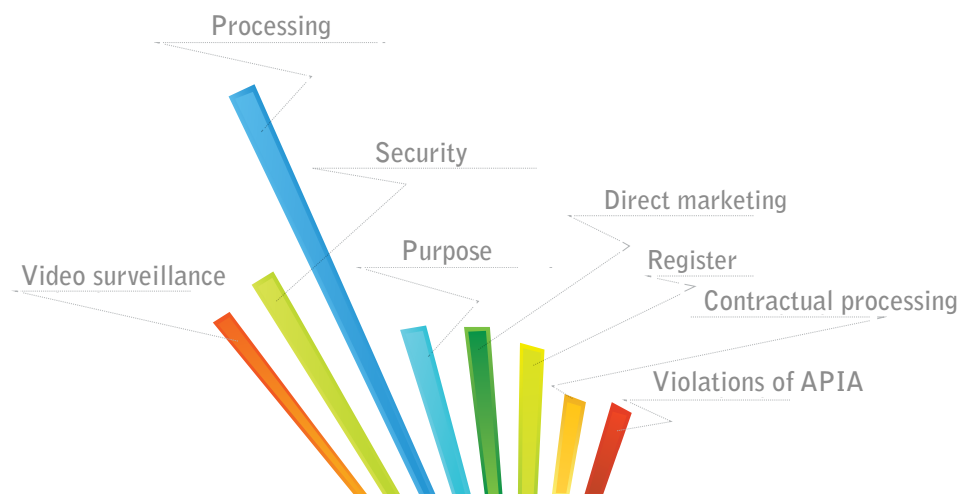 Processing
Security
Direct marketing
Purpose
Register
Video surveillance
Contractual processing
Violations of APIA